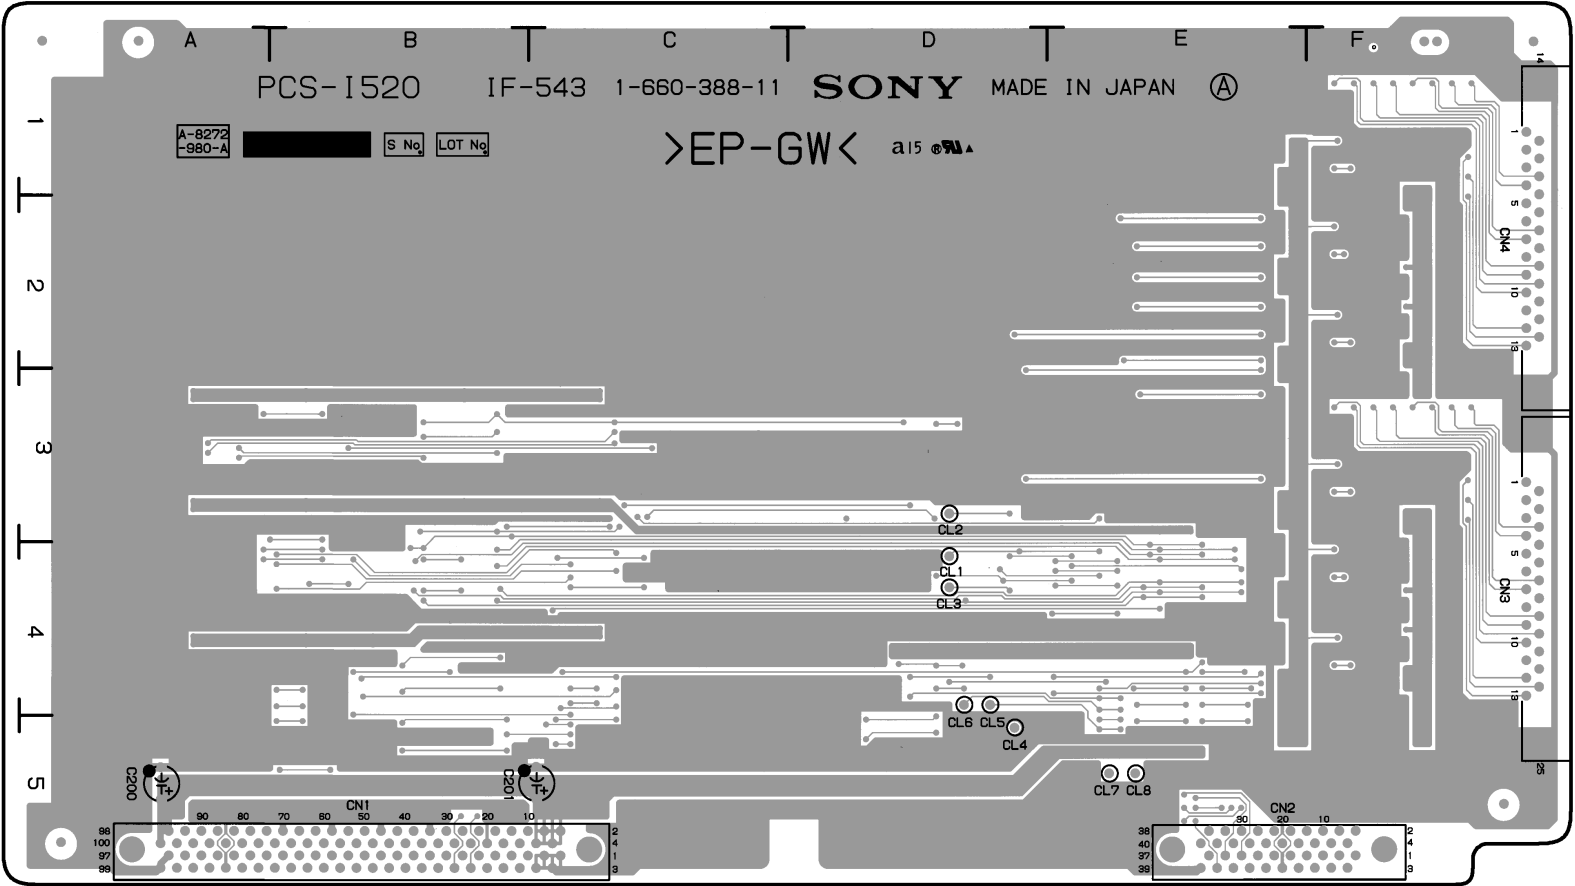 A B C D E F
PCS-I520 IF-543 1-660-388-11 SONY MADE IN JAPAN A
A-8272
-980-A
S No. LOT No.
>EP-GW<
a15 ® ▲
1
2
3
4
5
14
1
5
CN4
10
13
1
5
CN3
10
13
25
CL2
CL1
CL3
CL6 CL5
CL4
CL7 CL8
C200
C201
CN1
90 80 70 60 50 40 30 20 10
98
100
97
99
2
4
1
3
CN2
30 20 10
38
40
37
39
2
4
1
3